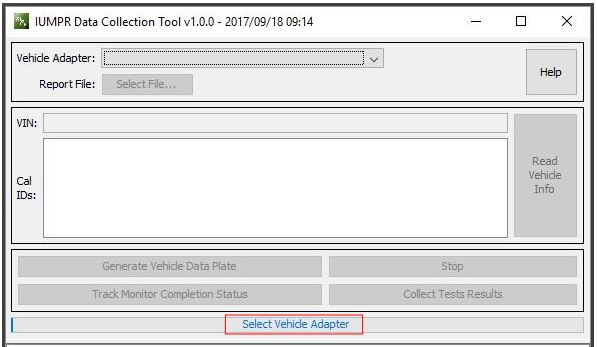 IUMPR Data Collection Tool v1.0.0 - 2017/09/18 09:14
Vehicle Adapter:
Help
Report File: Select File...
VIN:
Cal
IDs:
Read
Vehicle
Info
Generate Vehicle Data Plate Stop
Track Monitor Completion Status Collect Tests Results
Select Vehicle Adapter